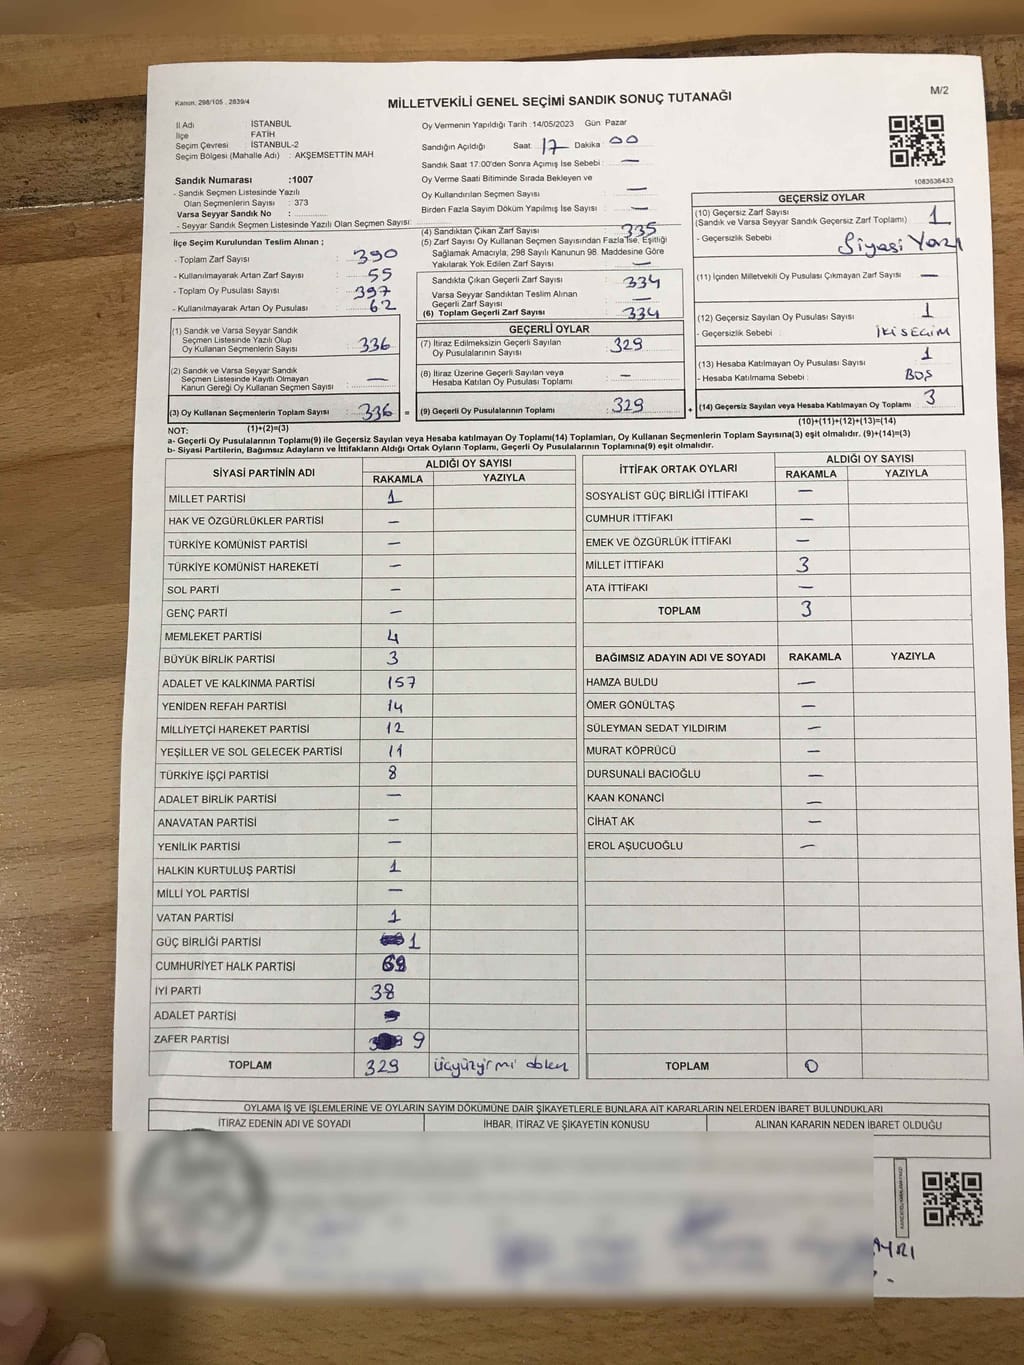 Kanun, 298/105 , 2839/4
MİLLETVEKİLİ GENEL SEÇİMİ SANDIK SONUÇ TUTANAĞI
M/2
İl Adı : İSTANBUL
İlçe : FATİH
Seçim Çevresi : İSTANBUL-2
Seçim Bölgesi (Mahalle Adı) : AKŞEMSETTİN MAH
Sandık Numarası :1007
- Sandık Seçmen Listesinde Yazılı
Olan Seçmenlerin Sayısı : 373
Varsa Seyyar Sandık No :
- Seyyar Sandık Seçmen Listesinde Yazılı Olan Seçmen Sayısı:
Oy Vermenin Yapıldığı Tarih :14/05/2023 Gün: Pazar
Sandığın Açıldığı Saat: 17 Dakika: 00
Sandık Saat 17:00'den Sonra Açımış İse Sebebi : —
Oy Verme Saati Bitiminde Sırada Bekleyen ve
Oy Kullandırılan Seçmen Sayısı —
Birden Fazla Sayım Döküm Yapılmış İse Sayısı : —
1083636433
İlçe Seçim Kurulundan Teslim Alınan ;
- Toplam Zarf Sayısı : 390
- Kullanılmayarak Artan Zarf Sayısı : 55
- Toplam Oy Pusulası Sayısı : 397
- Kullanılmayarak Artan Oy Pusulası : 62
(1) Sandık ve Varsa Seyyar Sandık
Seçmen Listesinde Yazılı Olup
Oy Kullanan Seçmenlerin Sayısı : 336
(2) Sandık ve Varsa Seyyar Sandık
Seçmen Listesinde Kayıtlı Olmayan
Kanun Gereği Oy Kullanan Seçmen Sayısı : —
(3) Oy Kullanan Seçmenlerin Toplam Sayısı : 336 =
(4) Sandıktan Çıkan Zarf Sayısı : 335
(5) Zarf Sayısı Oy Kullanan Seçmen Sayısından Fazla İse, Eşitliği
Sağlamak Amacıyla, 298 Sayılı Kanunun 98. Maddesine Göre
Yakılarak Yok Edilen Zarf Sayısı : —
Sandıkta Çıkan Geçerli Zarf Sayısı : 334
Varsa Seyyar Sandıktan Teslim Alınan
Geçerli Zarf Sayısı : —
(6) Toplam Geçerli Zarf Sayısı : 334
GEÇERLİ OYLAR
(7) İtiraz Edilmeksizin Geçerli Sayılan
Oy Pusulalarının Sayısı : 329
(8) İtiraz Üzerine Geçerli Sayılan veya
Hesaba Katılan Oy Pusulası Toplamı : —
(9) Geçerli Oy Pusulalarının Toplamı : 329 +
GEÇERSİZ OYLAR
(10) Geçersiz Zarf Sayısı : 1
(Sandık ve Varsa Seyyar Sandık Geçersiz Zarf Toplamı)
- Geçersizlik Sebebi : Siyasi Yazı
(11) İçinden Milletvekili Oy Pusulası Çıkmayan Zarf Sayısı : —
(12) Geçersiz Sayılan Oy Pusulası Sayısı : 1
- Geçersizlik Sebebi : İKİ SEÇİM
(13) Hesaba Katılmayan Oy Pusulası Sayısı : 1
- Hesaba Katılmama Sebebi : BOŞ
(14) Geçersiz Sayılan veya Hesaba Katılmayan Oy Toplamı : 3
NOT: (1)+(2)=(3)
(10)+(11)+(12)+(13)=(14)
a- Geçerli Oy Pusulalarının Toplamı(9) ile Geçersiz Sayılan veya Hesaba Katılmayan Oy Toplamı(14) Toplamları, Oy Kullanan Seçmenlerin Toplam Sayısına(3) eşit olmalıdır. (9)+(14)=(3)
b- Siyasi Partilerin, Bağımsız Adayların ve İttifakların Aldığı Ortak Oyların Toplamı, Geçerli Oy Pusulalarının Toplamına(9) eşit olmalıdır.
SİYASİ PARTİNİN ADI ALDIĞI OY SAYISI
RAKAMLA YAZIYLA
MİLLET PARTİSİ 1
HAK VE ÖZGÜRLÜKLER PARTİSİ —
TÜRKİYE KOMÜNİST PARTİSİ —
TÜRKİYE KOMÜNİST HAREKETİ —
SOL PARTİ —
GENÇ PARTİ —
MEMLEKET PARTİSİ 4
BÜYÜK BİRLİK PARTİSİ 3
ADALET VE KALKINMA PARTİSİ 157
YENİDEN REFAH PARTİSİ 14
MİLLİYETÇİ HAREKET PARTİSİ 12
YEŞİLLER VE SOL GELECEK PARTİSİ 11
TÜRKİYE İŞÇİ PARTİSİ 8
ADALET BİRLİK PARTİSİ —
ANAVATAN PARTİSİ —
YENİLİK PARTİSİ —
HALKIN KURTULUŞ PARTİSİ 1
MİLLİ YOL PARTİSİ —
VATAN PARTİSİ 1
GÜÇ BİRLİĞİ PARTİSİ 1
CUMHURİYET HALK PARTİSİ 69
İYİ PARTİ 38
ADALET PARTİSİ
ZAFER PARTİSİ 9
TOPLAM 329 Üçyüzyirmi dokuz
İTTİFAK ORTAK OYLARI ALDIĞI OY SAYISI
RAKAMLA YAZIYLA
SOSYALİST GÜÇ BİRLİĞİ İTTİFAKI —
CUMHUR İTTİFAKI —
EMEK VE ÖZGÜRLÜK İTTİFAKI —
MİLLET İTTİFAKI 3
ATA İTTİFAKI —
TOPLAM 3
BAĞIMSIZ ADAYIN ADI VE SOYADI RAKAMLA YAZIYLA
HAMZA BULDU —
ÖMER GÖNÜLTAŞ —
SÜLEYMAN SEDAT YILDIRIM —
MURAT KÖPRÜCÜ —
DURSUNALİ BACIOĞLU —
KAAN KONANCİ —
CİHAT AK —
EROL AŞUCUOĞLU —
TOPLAM 0
OYLAMA İŞ VE İŞLEMLERİNE VE OYLARIN SAYIM DÖKÜMÜNE DAİR ŞİKAYETLERLE BUNLARA AİT KARARLARIN NELERDEN İBARET BULUNDUKLARI
İTİRAZ EDENİN ADI VE SOYADI İHBAR, İTİRAZ VE ŞİKAYETİN KONUSU ALINAN KARARIN NEDEN İBARET OLDUĞU